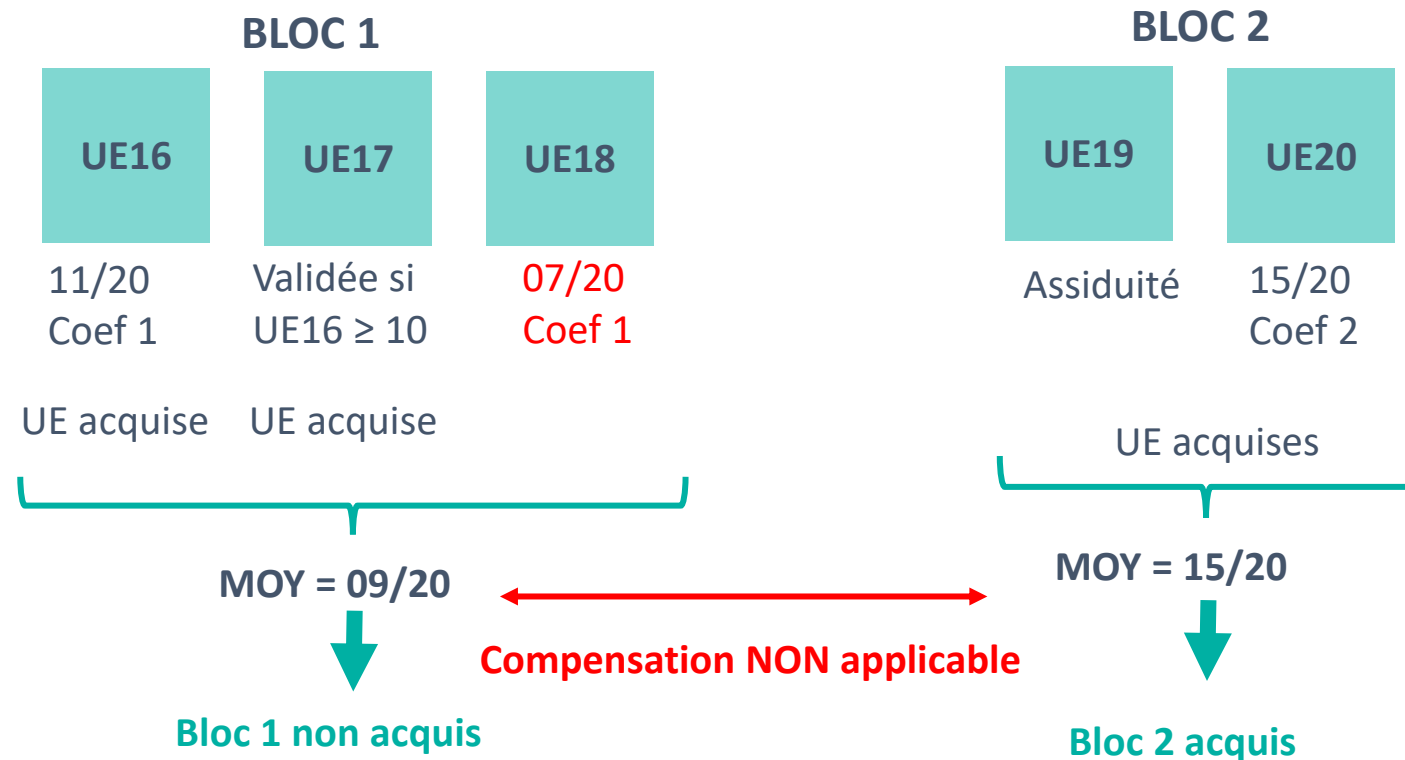 BLOC 1
UE16
UE17
UE18
11/20
Coef 1
Validée si
UE16 ≥ 10
07/20
Coef 1
UE acquise
UE acquise
MOY = 09/20
Bloc 1 non acquis
Compensation NON applicable
BLOC 2
UE19
UE20
Assiduité
15/20
Coef 2
UE acquises
MOY = 15/20
Bloc 2 acquis